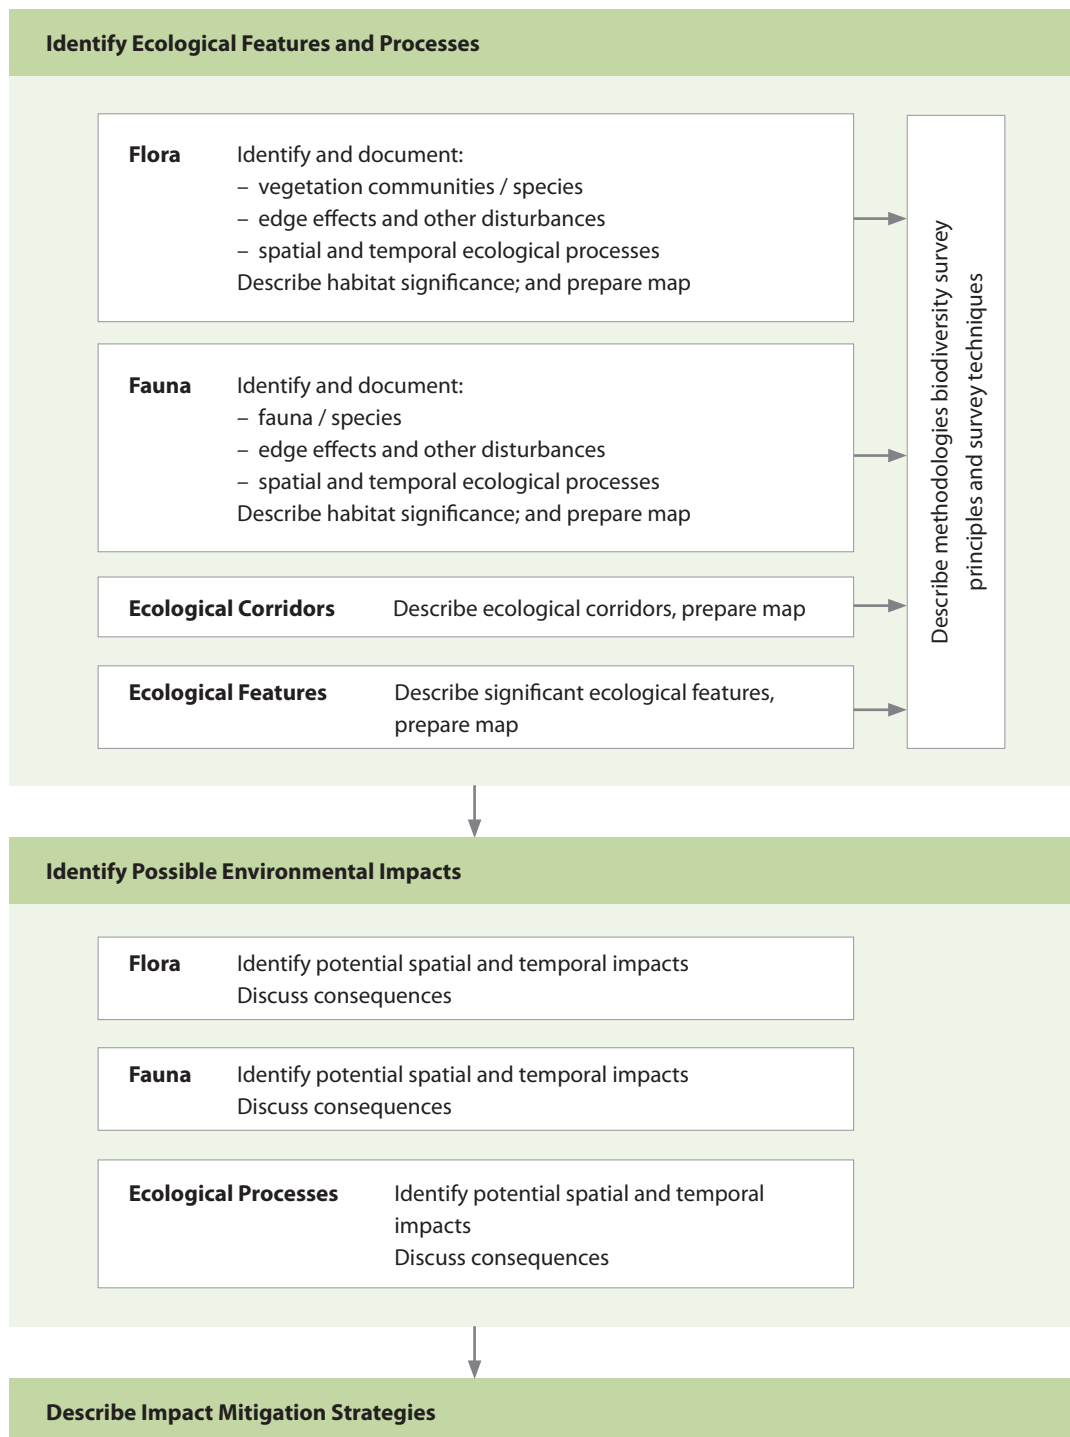 Identify Ecological Features and Processes
Flora Identify and document:
– vegetation communities / species
– edge effects and other disturbances
– spatial and temporal ecological processes
Describe habitat significance; and prepare map
Fauna Identify and document:
– fauna / species
– edge effects and other disturbances
– spatial and temporal ecological processes
Describe habitat significance; and prepare map
Ecological Corridors Describe ecological corridors, prepare map
Ecological Features Describe significant ecological features,
prepare map
Describe methodologies biodiversity survey
principles and survey techniques
Identify Possible Environmental Impacts
Flora Identify potential spatial and temporal impacts
Discuss consequences
Fauna Identify potential spatial and temporal impacts
Discuss consequences
Ecological Processes Identify potential spatial and temporal
impacts
Discuss consequences
Describe Impact Mitigation Strategies